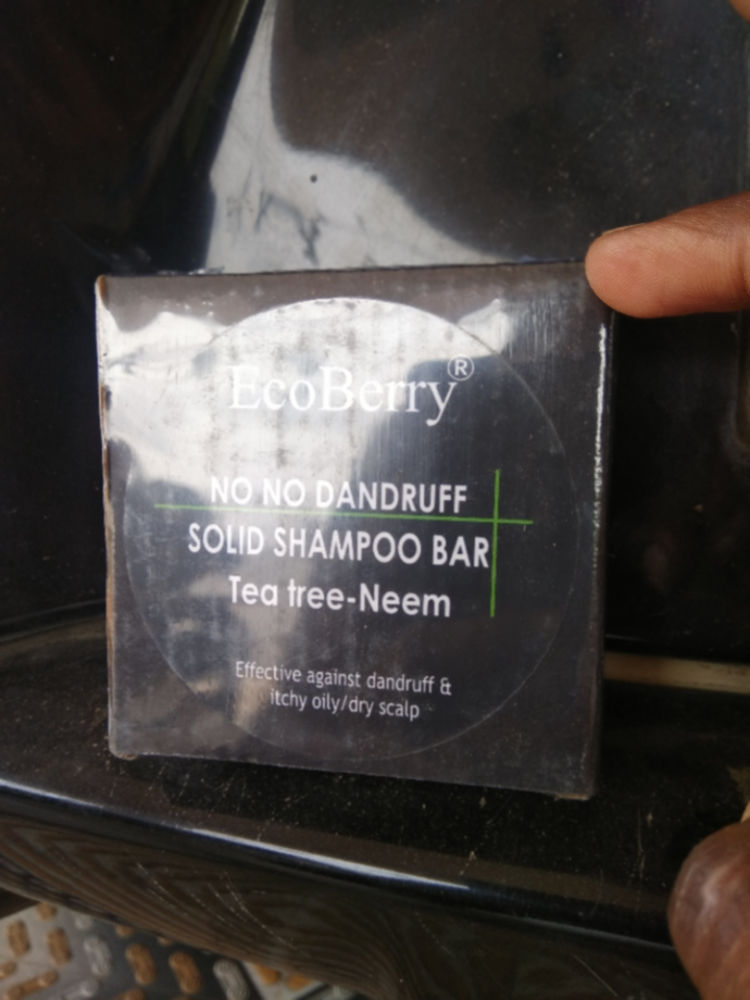 EcoBerry®
NO NO DANDRUFF
SOLID SHAMPOO BAR
Tea tree-Neem
Effective against dandruff &
itchy oily/dry scalp